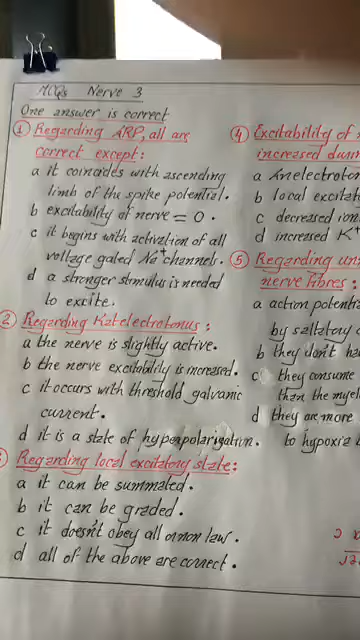 MCQs Nerve 3
One answer is correct
① Regarding ARP, all are
correct except:
a it coincides with ascending
limb of the spike potential.
b excitability of nerve = 0.
c it begins with activation of all
voltage gated Na+ channel.
d a stronger stimulus is needed
to excite.
2 Regarding Katelectrotonus:
a the nerve is slightly active.
b the nerve excitability is increased.
c it occurs with threshold galvanic
current.
d it is a state of hyperpolarization.
Regarding local excitatory state:
a it can be summated.
b it can be graded.
c it doesn't obey all or non law.
d all of the above are correct.
④ Excitability of
increased
a Anelectroton
b local excitat
c decreased ion
d increased K+
⑤ Regarding un
nerve fibres:
a action potentia
by saltatory
b they don't ha
c they consume
than the myel
d they are more
to hypoxia